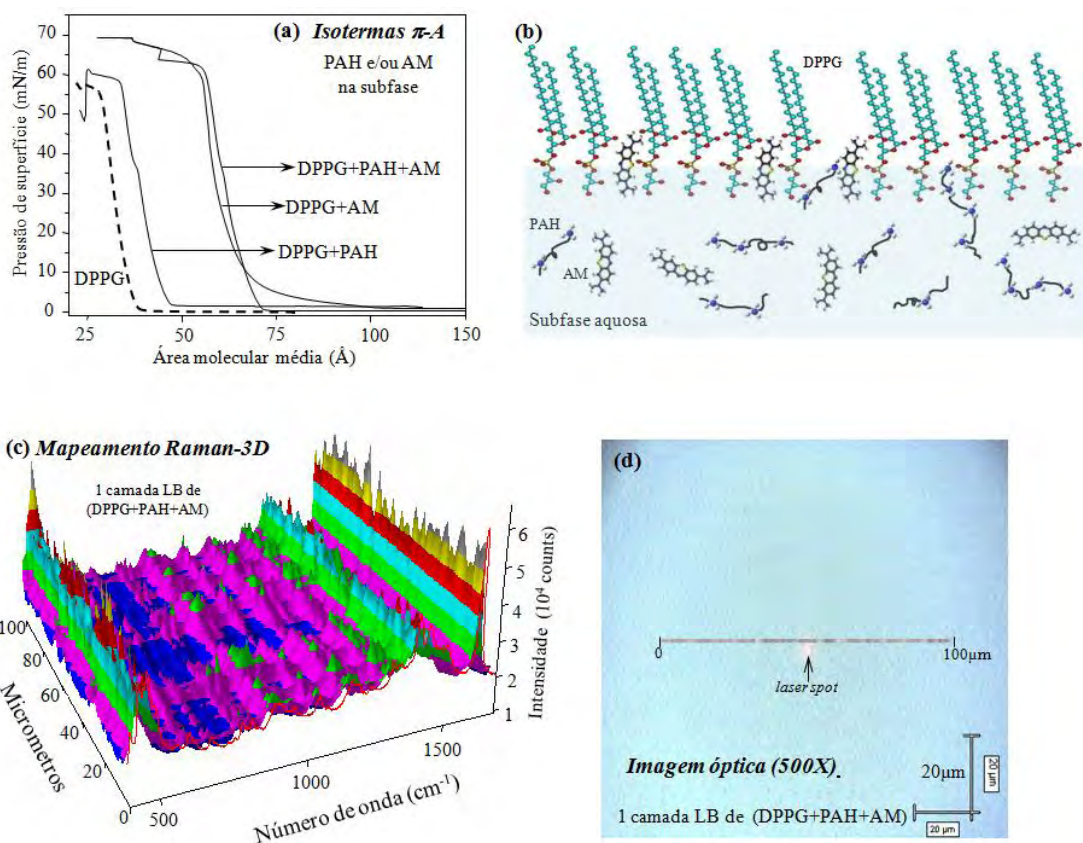 (a) Isotermas π-A
PAH e/ou AM
na subfase
Pressão de superfície (mN/m)
70
60
50
40
30
20
10
0
DPPG+PAH+AM
DPPG+AM
DPPG+PAH
DPPG
25
50
75
100
150
Área molecular média (Å)
(b)
DPPG
PAH
AM
Subfase aquosa
(c) Mapeamento Raman-3D
1 camada LB de
(DPPG+PAH+AM)
6
5
4
3
2
1
Intensidade (10⁴ counts)
100
80
60
40
20
0
Micrometros
500
1000
1500
Número de onda (cm⁻¹)
(d)
0
100μm
laser spot
Imagem óptica (500X).
20μm
20 μm
1 camada LB de (DPPG+PAH+AM)
20 μm